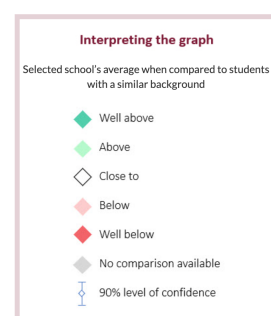 Interpreting the graph
Selected school's average when compared to students
with a similar background
Well above
Above
Close to
Below
Well below
No comparison available
90% level of confidence